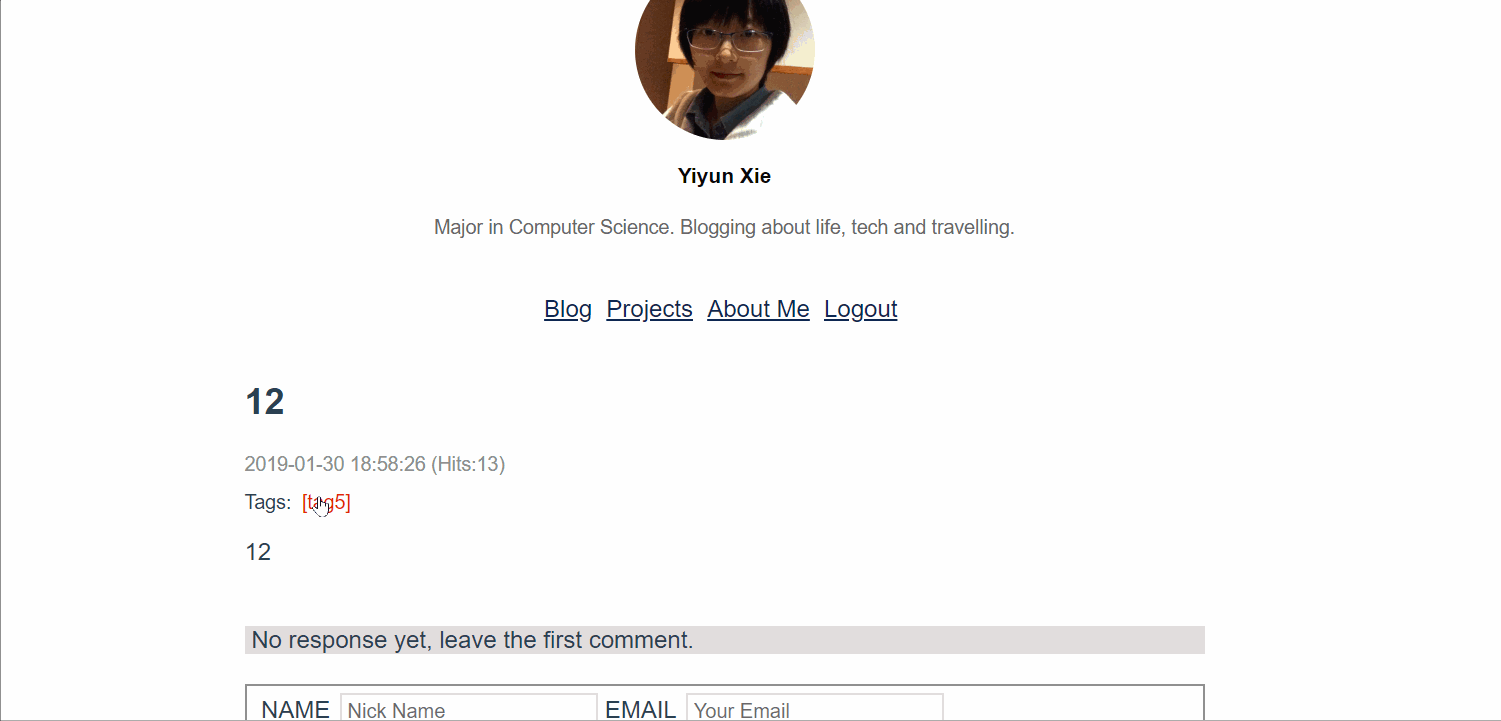 Yiyun Xie
Major in Computer Science. Blogging about life, tech and travelling.
Blog Projects About Me Logout
12
2019-01-30 18:58:26 (Hits:13)
Tags: [tag5]
12
No response yet, leave the first comment.
NAME Nick Name EMAIL Your Email